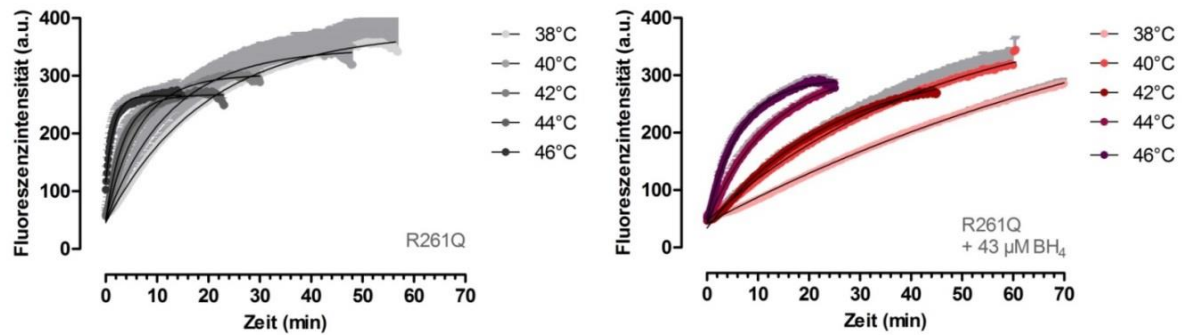 Fluoreszenzintensität (a.u.)
400
300
200
100
0
38°C
40°C
42°C
44°C
46°C
R261Q
0 10 20 30 40 50 60 70
Zeit (min)
Fluoreszenzintensität (a.u.)
400
300
200
100
0
38°C
40°C
42°C
44°C
46°C
R261Q
+ 43 µM BH₄
0 10 20 30 40 50 60 70
Zeit (min)